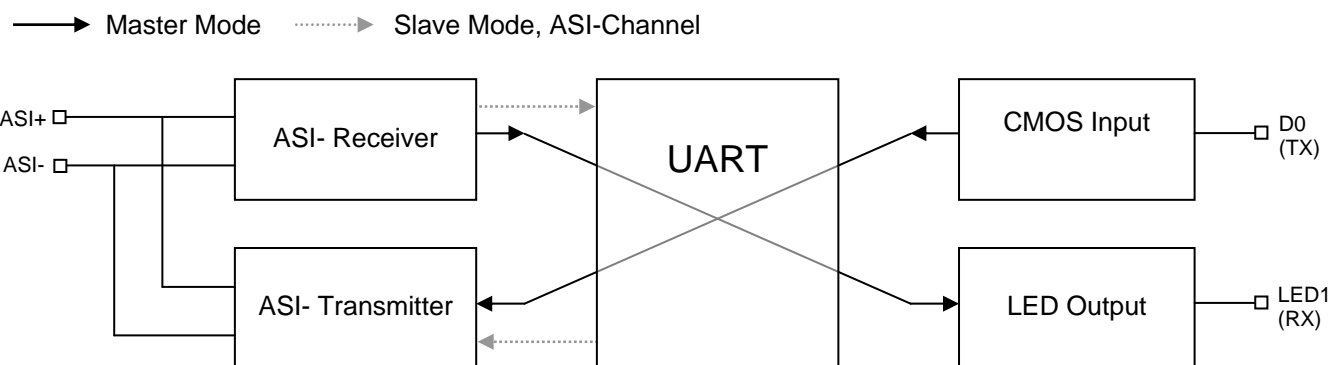 Master Mode
Slave Mode, ASI-Channel
ASI+
ASI-
ASI- Receiver
UART
CMOS Input
D0
(TX)
ASI- Transmitter
LED Output
LED1
(RX)